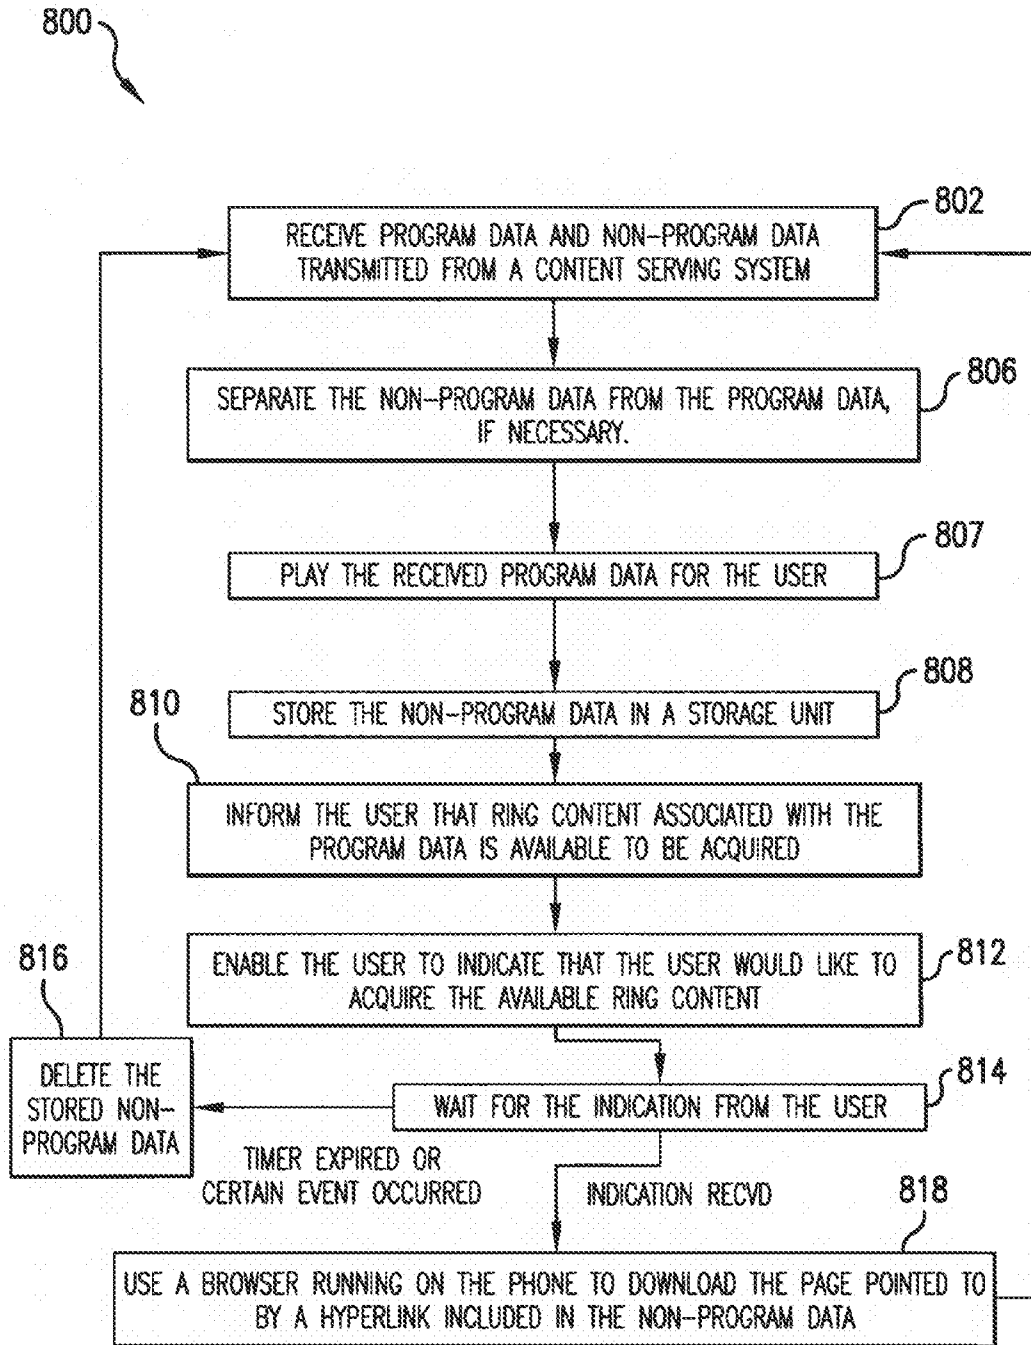 800
802
RECEIVE PROGRAM DATA AND NON-PROGRAM DATA
TRANSMITTED FROM A CONTENT SERVING SYSTEM
806
SEPARATE THE NON-PROGRAM DATA FROM THE PROGRAM DATA,
IF NECESSARY.
807
PLAY THE RECEIVED PROGRAM DATA FOR THE USER
808
STORE THE NON-PROGRAM DATA IN A STORAGE UNIT
810
INFORM THE USER THAT RING CONTENT ASSOCIATED WITH THE
PROGRAM DATA IS AVAILABLE TO BE ACQUIRED
812
ENABLE THE USER TO INDICATE THAT THE USER WOULD LIKE TO
ACQUIRE THE AVAILABLE RING CONTENT
814
WAIT FOR THE INDICATION FROM THE USER
816
DELETE THE
STORED NON-
PROGRAM DATA
TIMER EXPIRED OR
CERTAIN EVENT OCCURRED
INDICATION RECVD
818
USE A BROWSER RUNNING ON THE PHONE TO DOWNLOAD THE PAGE POINTED TO
BY A HYPERLINK INCLUDED IN THE NON-PROGRAM DATA